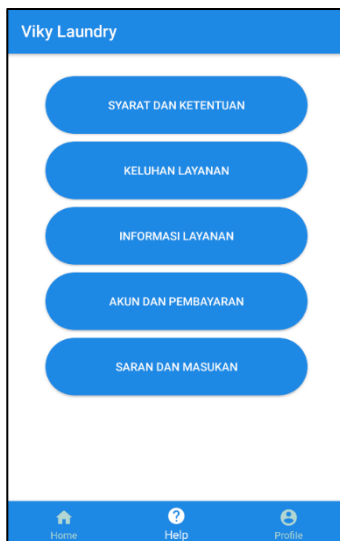 Viky Laundry
SYARAT DAN KETENTUAN
KELUHAN LAYANAN
INFORMASI LAYANAN
AKUN DAN PEMBAYARAN
SARAN DAN MASUKAN
Home Help Profile